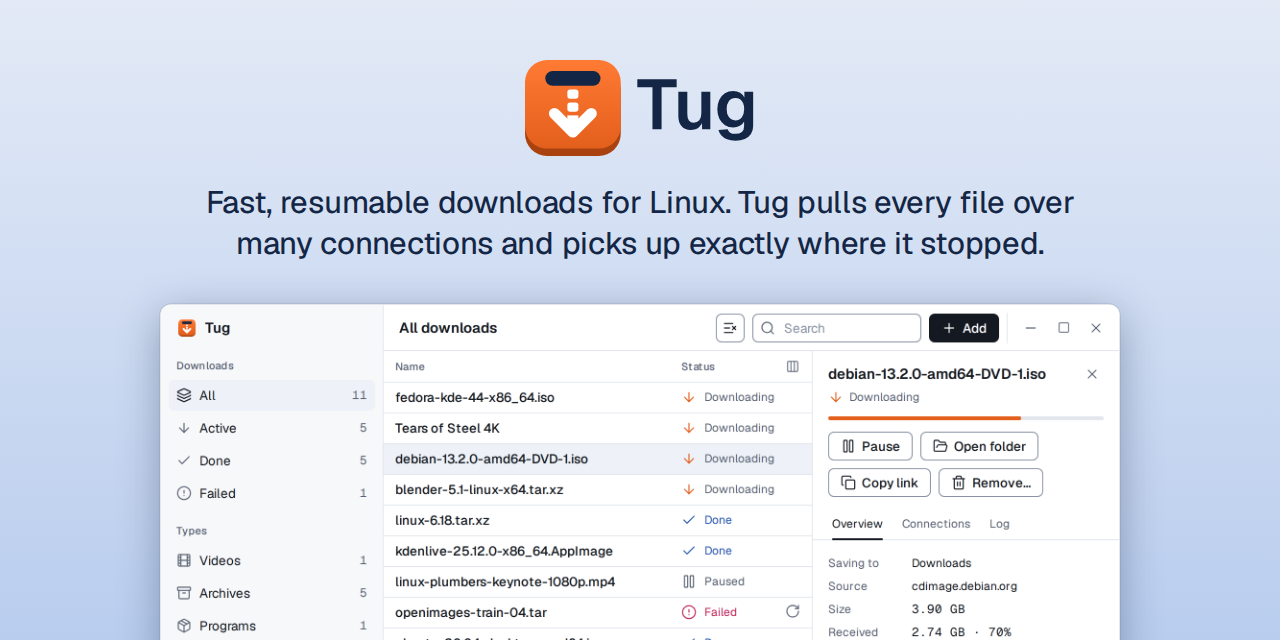 Tug
Fast, resumable downloads for Linux. Tug pulls every file over
many connections and picks up exactly where it stopped.
Tug
Downloads
All 11
Active 5
Done 5
Failed 1
Types
Videos 1
Archives 5
Programs 1
All downloads
Search
Add
Name Status
fedora-kde-44-x86_64.iso Downloading
Tears of Steel 4K Downloading
debian-13.2.0-amd64-DVD-1.iso Downloading
blender-5.1-linux-x64.tar.xz Downloading
linux-6.18.tar.xz Done
kdenlive-25.12.0-x86_64.AppImage Done
linux-plumbers-keynote-1080p.mp4 Paused
openimages-train-04.tar Failed
debian-13.2.0-amd64-DVD-1.iso
Downloading
Pause Open folder
Copy link Remove...
Overview Connections Log
Saving to Downloads
Source cdimage.debian.org
Size 3.90 GB
Received 2.74 GB · 70%